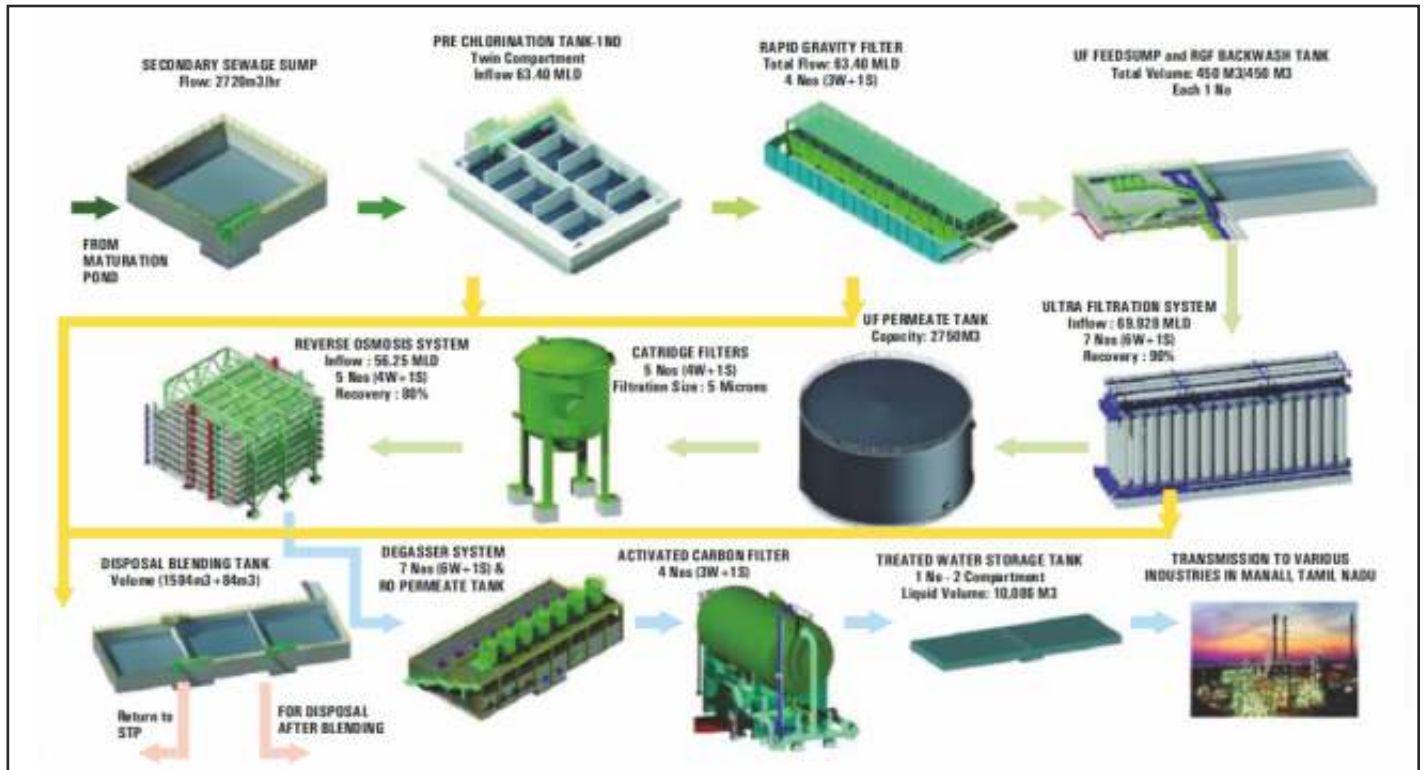 SECONDARY SEWAGE SUMP
Flow: 2720m3/hr
PRE CHLORINATION TANK-1NO
Twin Compartment
Inflow 63.40 MLD
RAPID GRAVITY FILTER
Total Flow: 63.40 MLD
4 Nos (3W+1S)
UF FEEDSUMP and RGF BACKWASH TANK
Total Volume: 450 M3/450 M3
Each 1 No
FROM
MATURATION
POND
REVERSE OSMOSIS SYSTEM
Inflow : 56.25 MLD
5 Nos (4W+1S)
Recovery : 80%
CATRIDGE FILTERS
5 Nos (4W+1S)
Filtration Size : 5 Microns
UF PERMEATE TANK
Capacity: 2750M3
ULTRA FILTRATION SYSTEM
Inflow : 69.928 MLD
7 Nos (6W+1S)
Recovery : 90%
DISPOSAL BLENDING TANK
Volume (1504m3+84m3)
DEGASSER SYSTEM
7 Nos (6W+1S) &
RO PERMEATE TANK
ACTIVATED CARBON FILTER
4 Nos (3W+1S)
TREATED WATER STORAGE TANK
1 No - 2 Compartment
Liquid Volume: 10,086 M3
TRANSMISSION TO VARIOUS
INDUSTRIES IN MANALI, TAMIL NADU
Return to
STP
FOR DISPOSAL
AFTER BLENDING